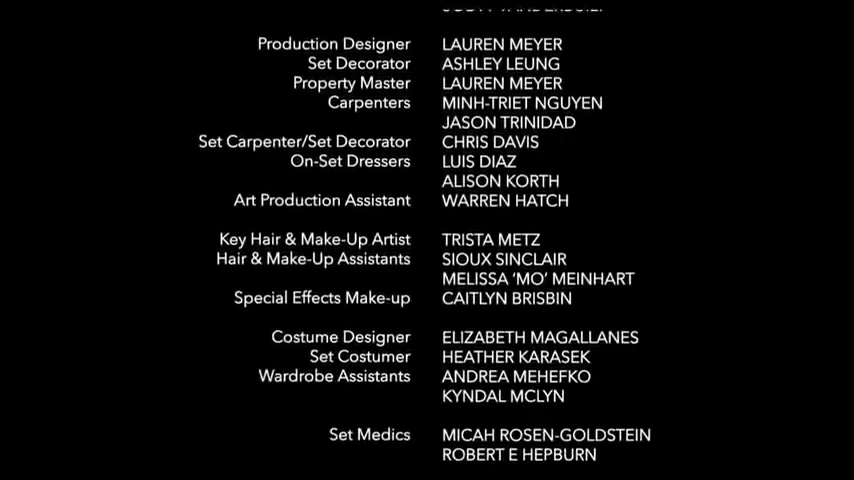 Production Designer LAUREN MEYER
Set Decorator ASHLEY LEUNG
Property Master LAUREN MEYER
Carpenters MINH-TRIET NGUYEN
JASON TRINIDAD
Set Carpenter/Set Decorator CHRIS DAVIS
On-Set Dressers LUIS DIAZ
ALISON KORTH
Art Production Assistant WARREN HATCH
Key Hair & Make-Up Artist TRISTA METZ
Hair & Make-Up Assistants SIOUX SINCLAIR
MELISSA ‘MO’ MEINHART
Special Effects Make-up CAITLYN BRISBIN
Costume Designer ELIZABETH MAGALLANES
Set Costumer HEATHER KARASEK
Wardrobe Assistants ANDREA MEHEFKO
KYNDAL MCLYN
Set Medics MICAH ROSEN-GOLDSTEIN
ROBERT E HEPBURN